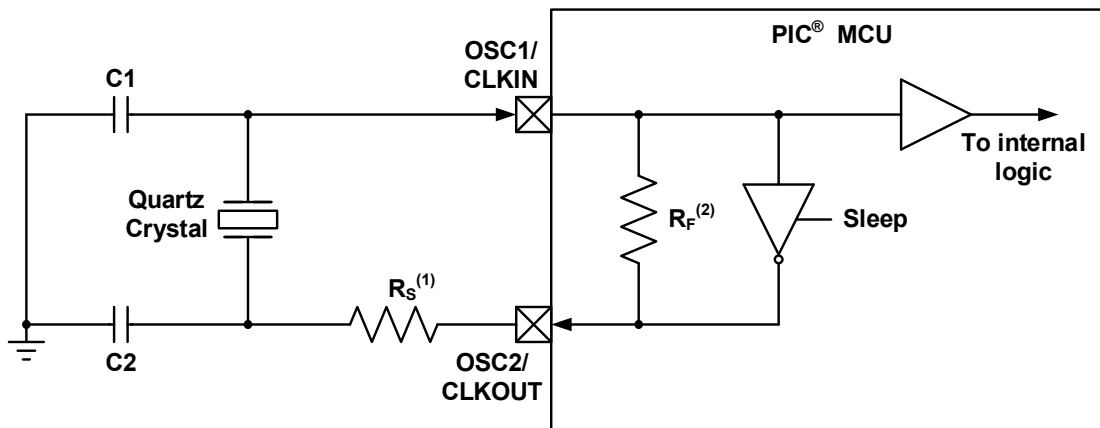 PIC® MCU
OSC1/
CLKIN
C1
To internal
logic
Quartz
Crystal
RF(2)
Sleep
RS(1)
C2
OSC2/
CLKOUT